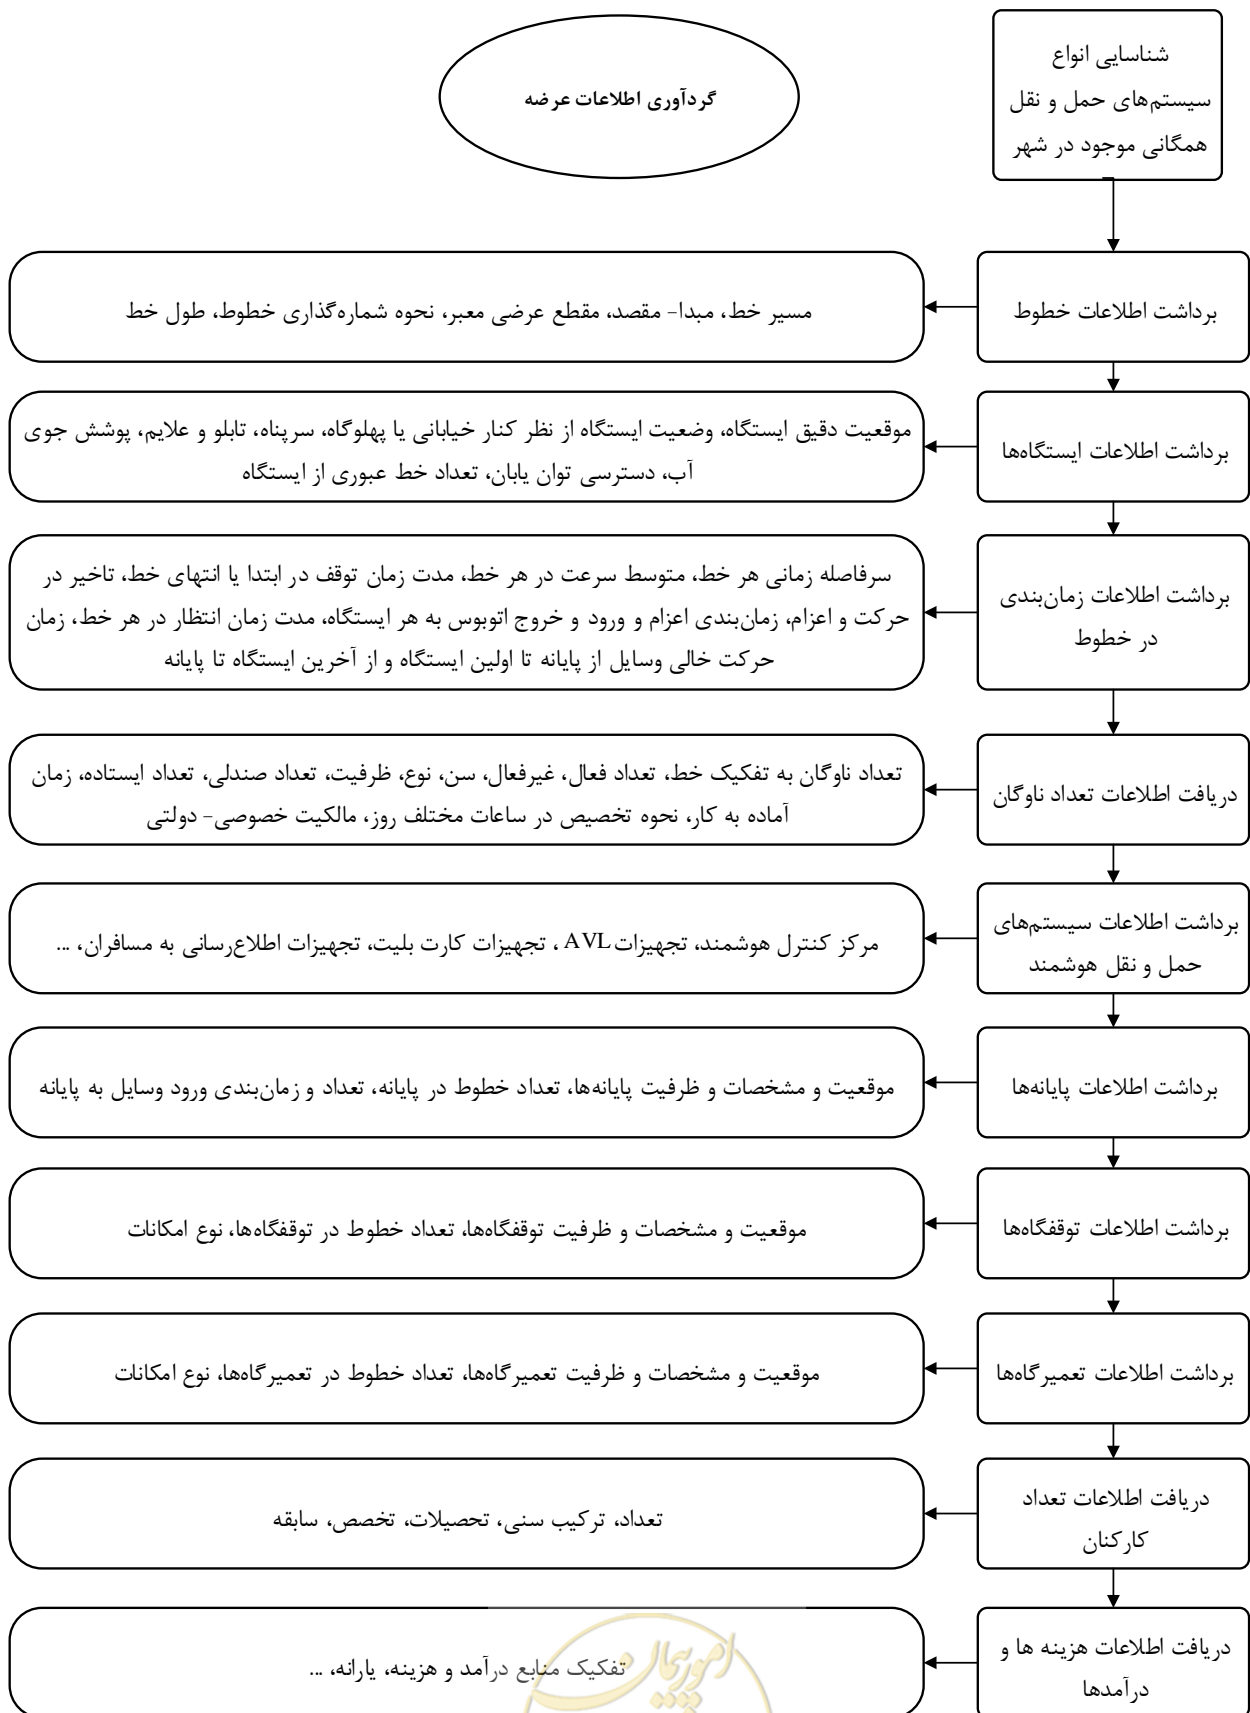 گردآوری اطلاعات عرضه
شناسایی انواع
سیستم‌های حمل و نقل
همگانی موجود در شهر
برداشت اطلاعات خطوط
مسیر خط، مبدا- مقصد، مقطع عرضی معبر، نحوه شماره‌گذاری خطوط، طول خط
برداشت اطلاعات ایستگاه‌ها
موقعیت دقیق ایستگاه، وضعیت ایستگاه از نظر کنار خیابانی یا پهلوگاه، سرپناه، تابلو و علایم، پوشش جوی
آب، دسترسی توان یابان، تعداد خط عبوری از ایستگاه
برداشت اطلاعات زمان‌بندی
در خطوط
سرفاصله زمانی هر خط، متوسط سرعت در هر خط، مدت زمان توقف در ابتدا یا انتهای خط، تاخیر در
حرکت و اعزام، زمان‌بندی اعزام و ورود و خروج اتوبوس به هر ایستگاه، مدت زمان انتظار در هر خط، زمان
حرکت خالی وسایل از پایانه تا اولین ایستگاه و از آخرین ایستگاه تا پایانه
دریافت اطلاعات تعداد ناوگان
تعداد ناوگان به تفکیک خط، تعداد فعال، غیرفعال، سن، نوع، ظرفیت، تعداد صندلی، تعداد ایستاده، زمان
آماده به کار، نحوه تخصیص در ساعات مختلف روز، مالکیت خصوصی- دولتی
برداشت اطلاعات سیستم‌های
حمل و نقل هوشمند
مرکز کنترل هوشمند، تجهیزات AVL ، تجهیزات کارت بلیت، تجهیزات اطلاع‌رسانی به مسافران، ...
برداشت اطلاعات پایانه‌ها
موقعیت و مشخصات و ظرفیت پایانه‌ها، تعداد خطوط در پایانه، تعداد و زمان‌بندی ورود وسایل به پایانه
برداشت اطلاعات توقفگاه‌ها
موقعیت و مشخصات و ظرفیت توقفگاه‌ها، تعداد خطوط در توقفگاه‌ها، نوع امکانات
برداشت اطلاعات تعمیرگاه‌ها
موقعیت و مشخصات و ظرفیت تعمیرگاه‌ها، تعداد خطوط در تعمیرگاه‌ها، نوع امکانات
دریافت اطلاعات تعداد
کارکنان
تعداد، ترکیب سنی، تحصیلات، تخصص، سابقه
دریافت اطلاعات هزینه ها و
درآمدها
تفکیک منابع درآمد و هزینه، یارانه، ...
امور پیمان